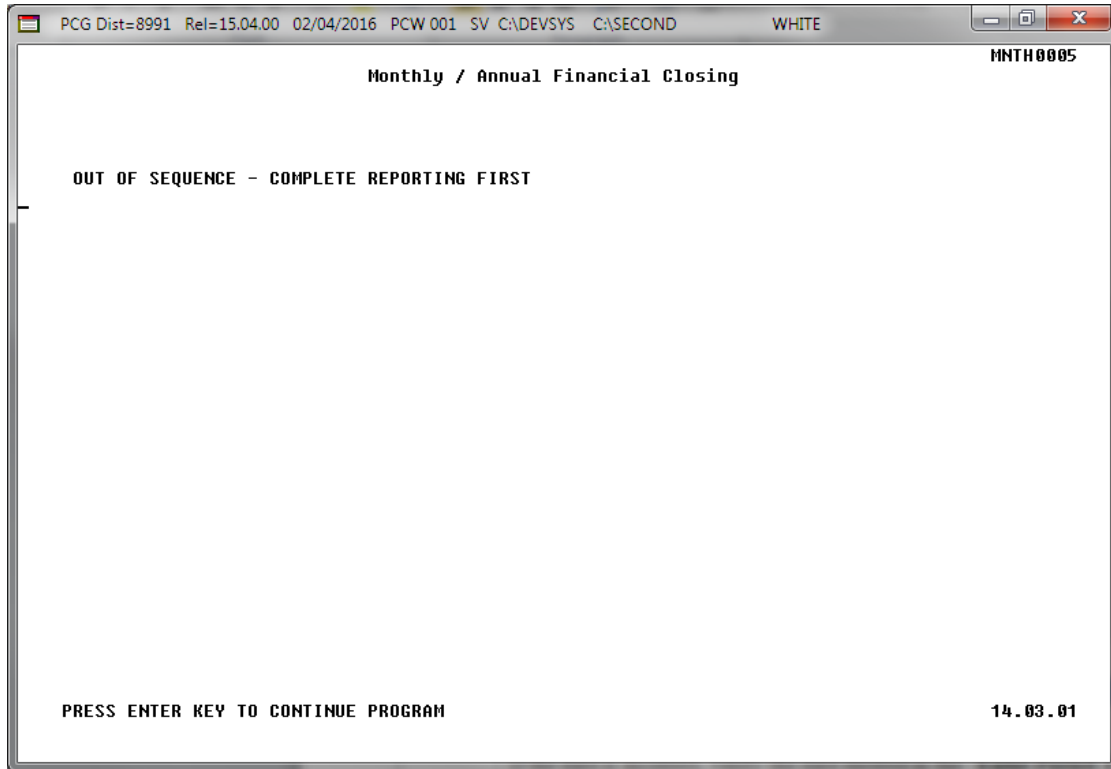 PCG Dist=8991 Rel=15.04.00 02/04/2016 PCW 001 SV C:\DEVSYS C:\SECOND WHITE
MNTH0005
Monthly / Annual Financial Closing
OUT OF SEQUENCE - COMPLETE REPORTING FIRST
PRESS ENTER KEY TO CONTINUE PROGRAM 14.03.01